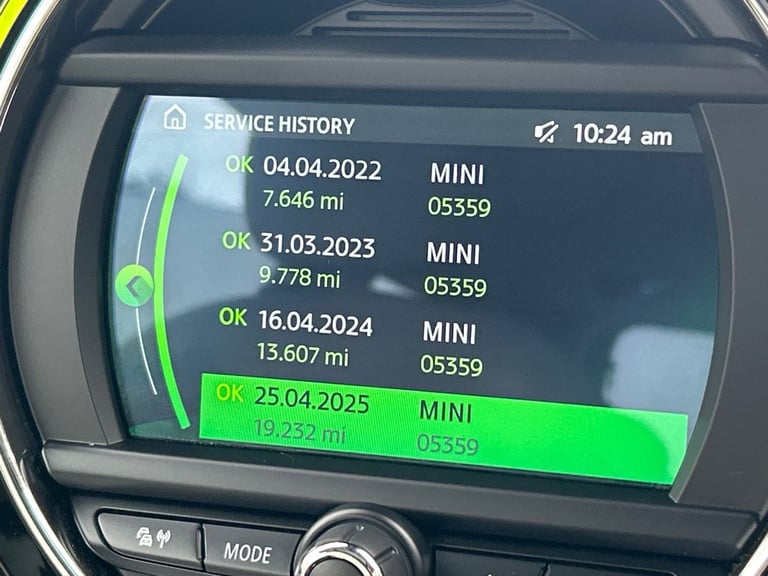 SERVICE HISTORY 10:24 am
OK 04.04.2022 MINI
7.646 mi 05359
OK 31.03.2023 MINI
9.778 mi 05359
OK 16.04.2024 MINI
13.607 mi 05359
OK 25.04.2025 MINI
19.232 mi 05359
MODE